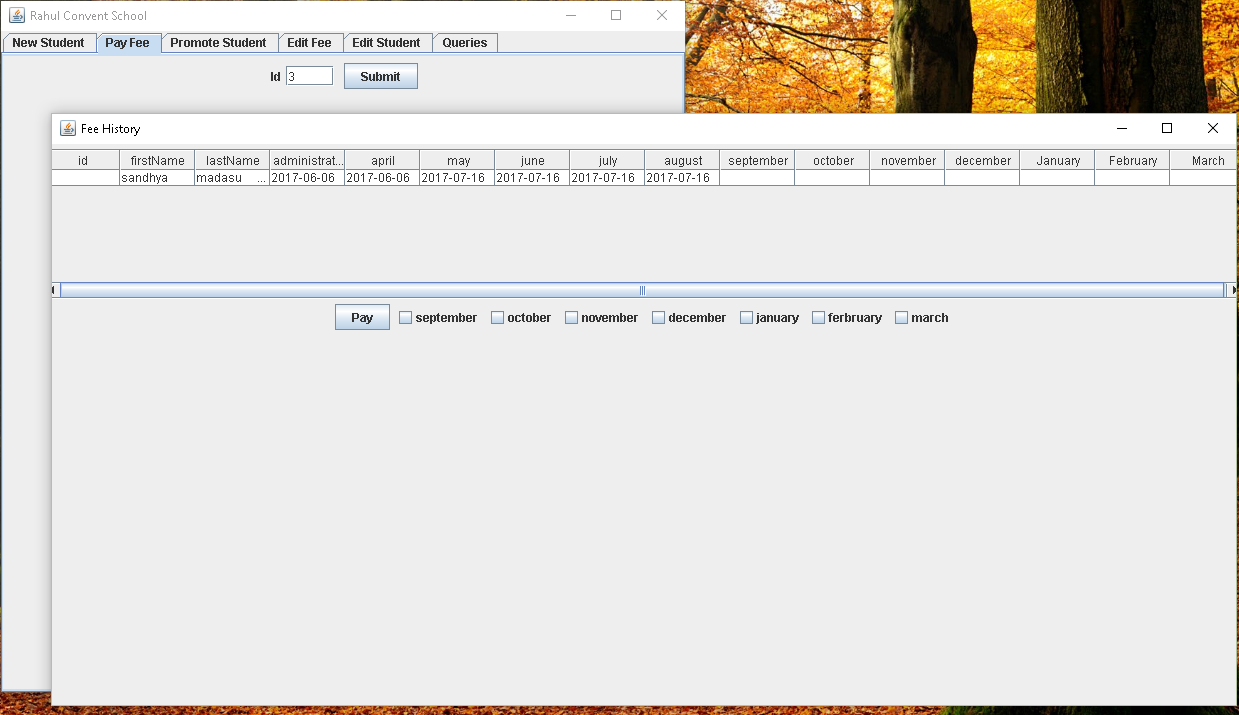 Rahul Convent School
New Student Pay Fee Promote Student Edit Fee Edit Student Queries
Id 3 Submit
Fee History
id firstName lastName administrat... april may june july august september october november december January February March
sandhya madasu ... 2017-06-06 2017-06-06 2017-07-16 2017-07-16 2017-07-16 2017-07-16
Pay september october november december january ferbruary march